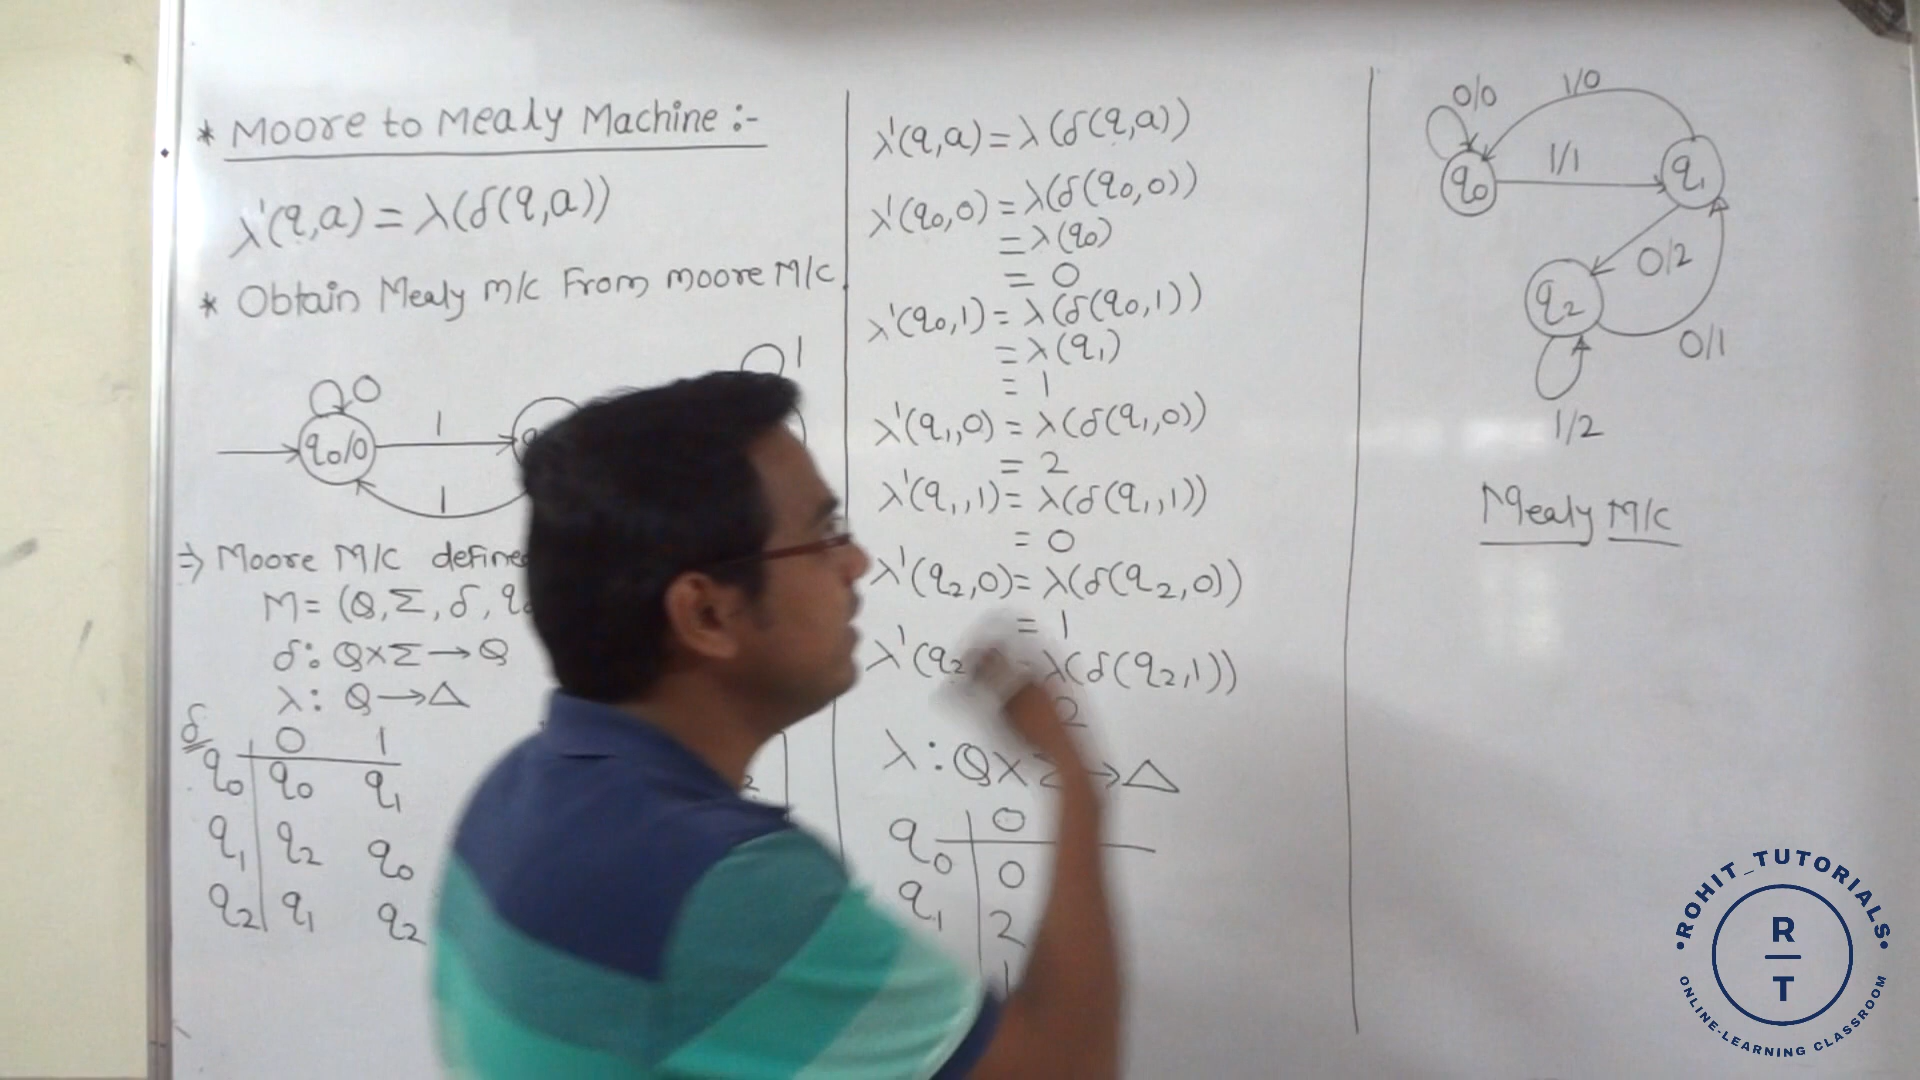 * Moore to Mealy Machine :-
λ'(q,a) = λ(δ(q,a))
* Obtain Mealy m/c From moore M/c
0
1
1
q0/0
1
=> Moore M/c define
M = (Q, Σ, δ, q0
δ: Q×Σ → Q
λ: Q → Δ
δ/ 0 1
q0 q0 q1
q1 q2 q0
q2 q1 q2
λ'(q,a) = λ(δ(q,a))
λ'(q0,0) = λ(δ(q0,0))
= λ(q0)
= 0
λ'(q0,1) = λ(δ(q0,1))
= λ(q1)
= 1
λ'(q1,0) = λ(δ(q1,0))
= 2
λ'(q1,1) = λ(δ(q1,1))
= 0
λ'(q2,0) = λ(δ(q2,0))
= 1
λ'(q2 λ(δ(q2,1))
2
λ : Q×Σ → Δ
0
q0 0
q1 2
1
0/0
1/0
q0
1/1
q1
0/2
q2
0/1
1/2
Mealy M/c
ROHIT_TUTORIALS
R
T
ONLINE-LEARNING CLASSROOM